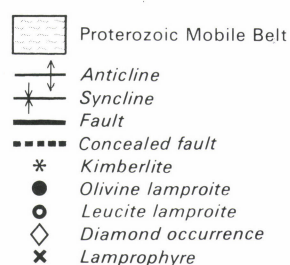 Proterozoic Mobile Belt
Anticline
Syncline
Fault
Concealed fault
Kimberlite
Olivine lamproite
Leucite lamproite
Diamond occurrence
Lamprophyre